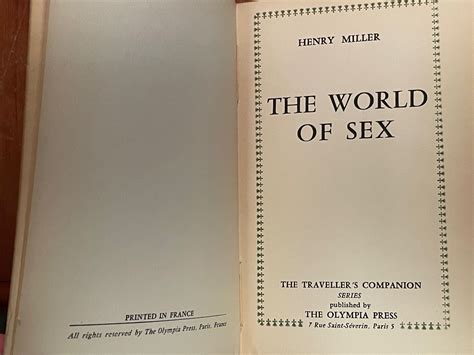 PRINTED IN FRANCE
All rights reserved by The Olympia Press, Paris, France
HENRY MILLER
THE WORLD
OF SEX
THE TRAVELLER'S COMPANION
SERIES
published by
THE OLYMPIA PRESS
7 Rue Saint-Séverin, Paris 5